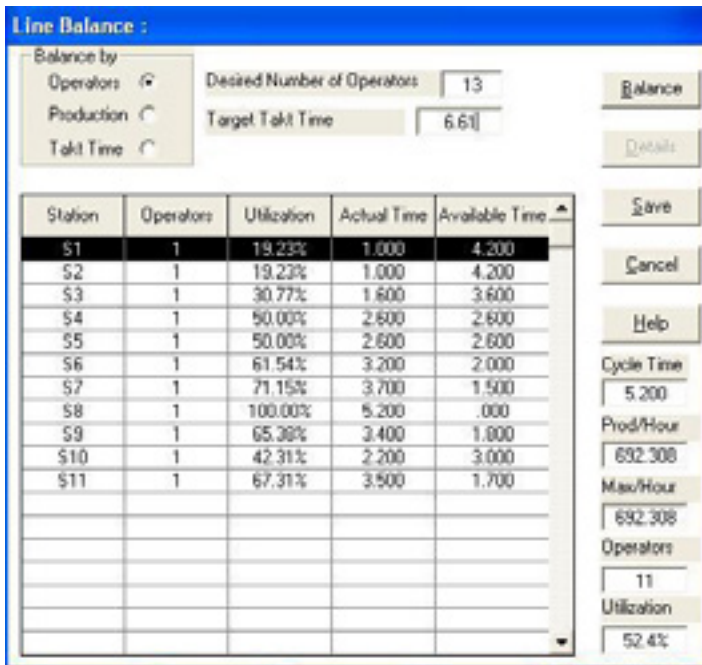 Line Balance :
Balance by
Operators
Production
Takt Time
Desired Number of Operators 13
Target Takt Time 6.61
Balance
Details
Save
Cancel
Help
Station Operators Utilization Actual Time Available Time
S1 1 19.23% 1.000 4.200
S2 1 19.23% 1.000 4.200
S3 1 30.77% 1.600 3.600
S4 1 50.00% 2.600 2.600
S5 1 50.00% 2.600 2.600
S6 1 61.54% 3.200 2.000
S7 1 71.15% 3.700 1.500
S8 1 100.00% 5.200 .000
S9 1 65.38% 3.400 1.800
S10 1 42.31% 2.200 3.000
S11 1 67.31% 3.500 1.700
Cycle Time
5.200
Prod/Hour
692.308
Max/Hour
692.308
Operators
11
Utilization
52.4%